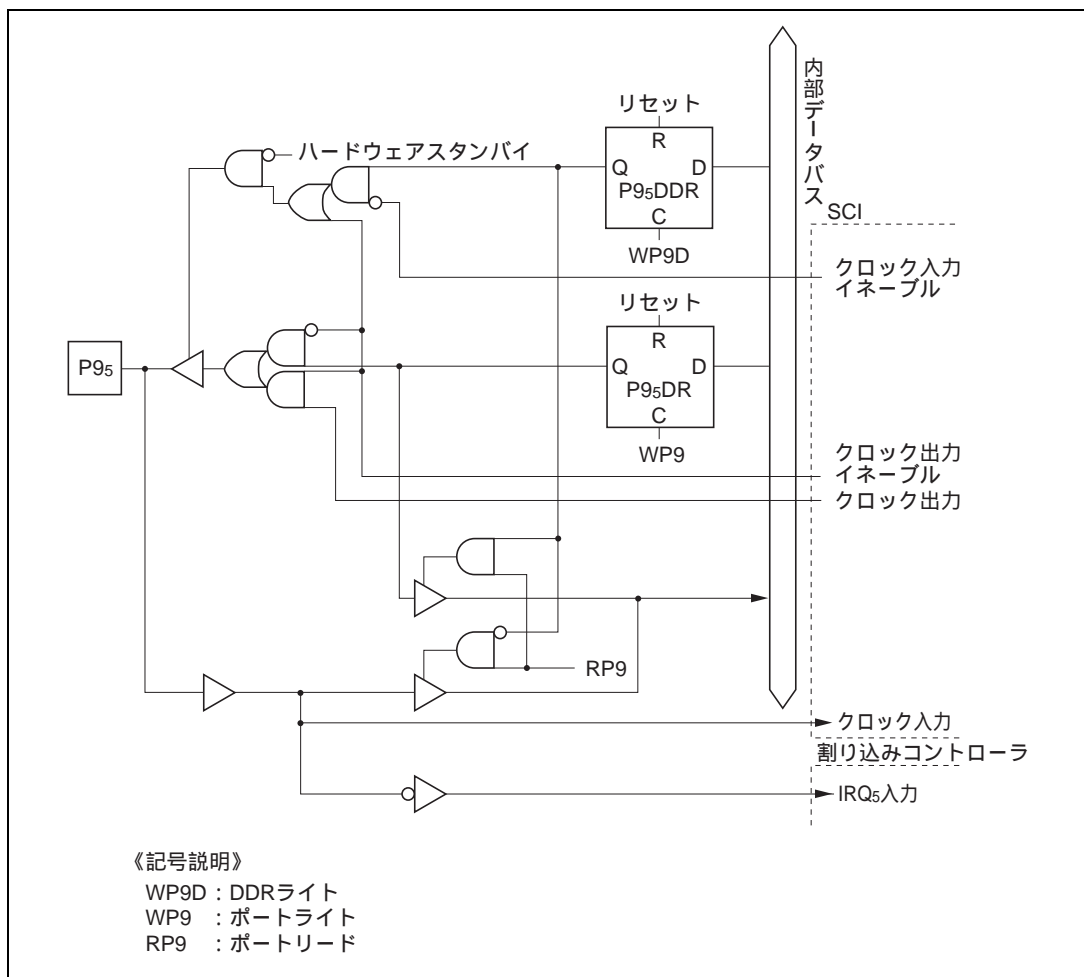 内部データバス
リセット
R
ハードウェアスタンバイ
Q D
P95DDR
C
SCI
WP9D
クロック入力
イネーブル
リセット
R
P95
Q D
P95DR
C
WP9
クロック出力
イネーブル
クロック出力
RP9
クロック入力
割り込みコントローラ
IRQ5入力
《記号説明》
WP9D : DDRライト
WP9 : ポートライト
RP9 : ポートリード